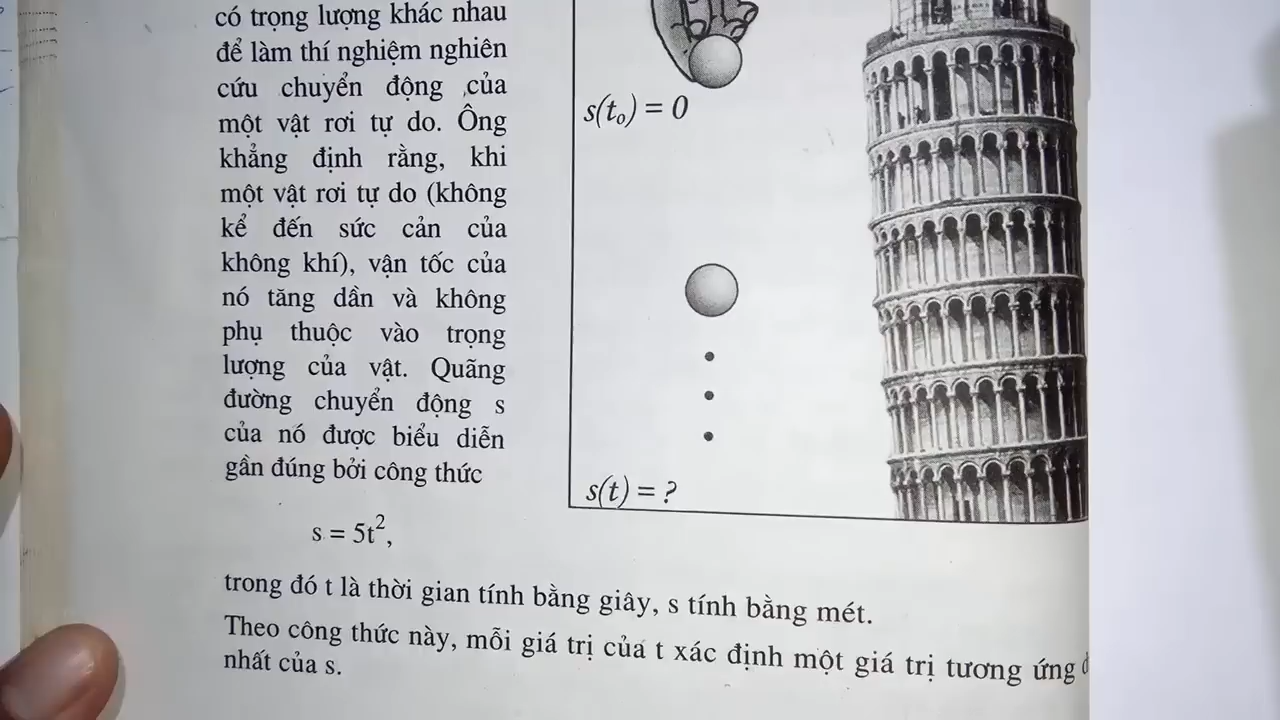 có trọng lượng khác nhau
để làm thí nghiệm nghiên
cứu chuyển động của
một vật rơi tự do. Ông
khẳng định rằng, khi
một vật rơi tự do (không
kể đến sức cản của
không khí), vận tốc của
nó tăng dần và không
phụ thuộc vào trọng
lượng của vật. Quãng
đường chuyển động s
của nó được biểu diễn
gần đúng bởi công thức
s = 5t²,
s(t₀) = 0
s(t) = ?
trong đó t là thời gian tính bằng giây, s tính bằng mét.
Theo công thức này, mỗi giá trị của t xác định một giá trị tương ứng
nhất của s.